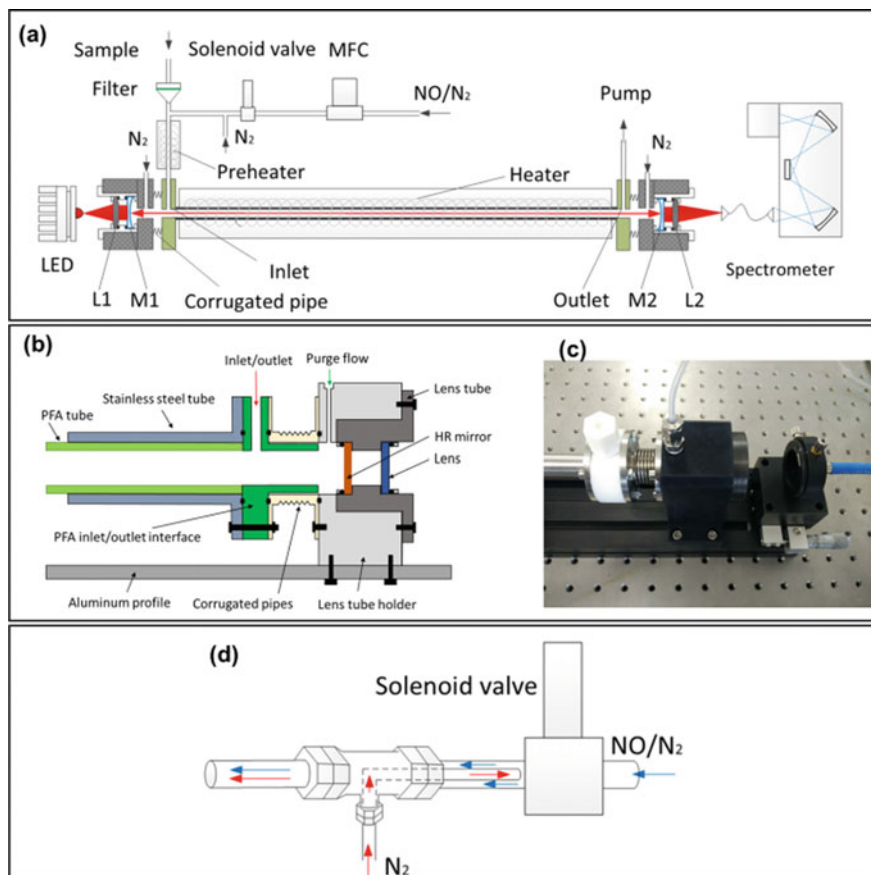 (a)
Sample
Solenoid valve
MFC
Filter
NO/N₂
Pump
N₂
N₂
N₂
Preheater
Heater
LED
Inlet
Spectrometer
L1
M1
Corrugated pipe
Outlet
M2
L2
(b)
Inlet/outlet
Purge flow
Stainless steel tube
Lens tube
PFA tube
HR mirror
Lens
PFA inlet/outlet interface
Aluminum profile
Corrugated pipes
Lens tube holder
(c)
(d)
Solenoid valve
NO/N₂
N₂